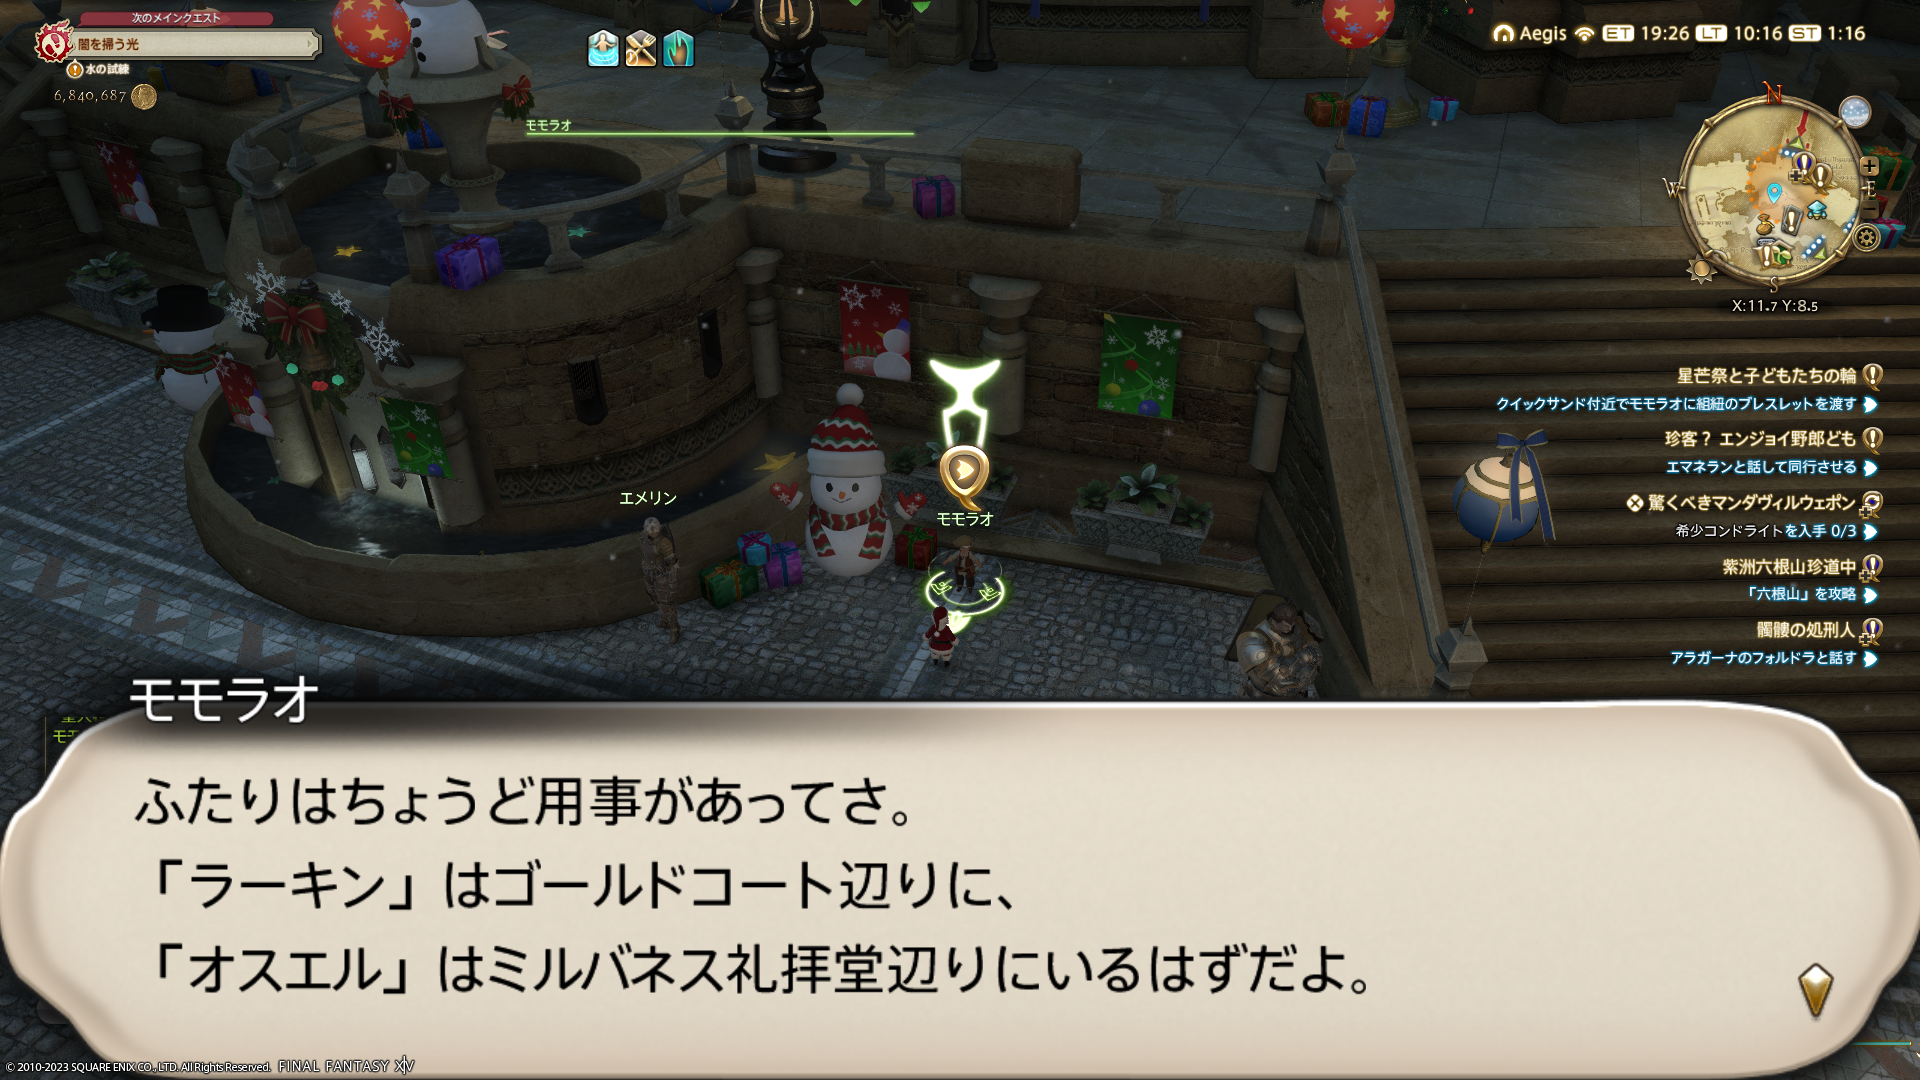 次のメインクエスト
闇を掃う光
水の試練
6,840,687
Aegis ET 19:26 LT 10:16 ST 1:16
モモラオ
N
W
E
S
X:11.7 Y:8.5
星芒祭と子どもたちの輪
クイックサンド付近でモモラオに組紐のブレスレットを渡す
珍客？ エンジョイ野郎ども
エマネランと話して同行させる
驚くべきマンダヴィルウェポン
希少コンドライトを入手 0/3
紫洲六根山珍道中
「六根山」を攻略
髑髏の処刑人
アラガーナのフォルドラと話す
エメリン
モモラオ
モモラオ
ふたりはちょうど用事があってさ。
「ラーキン」はゴールドコート辺りに、
「オスエル」はミルバネス礼拝堂辺りにいるはずだよ。
© 2010-2023 SQUARE ENIX CO., LTD. All Rights Reserved. FINAL FANTASY XIV